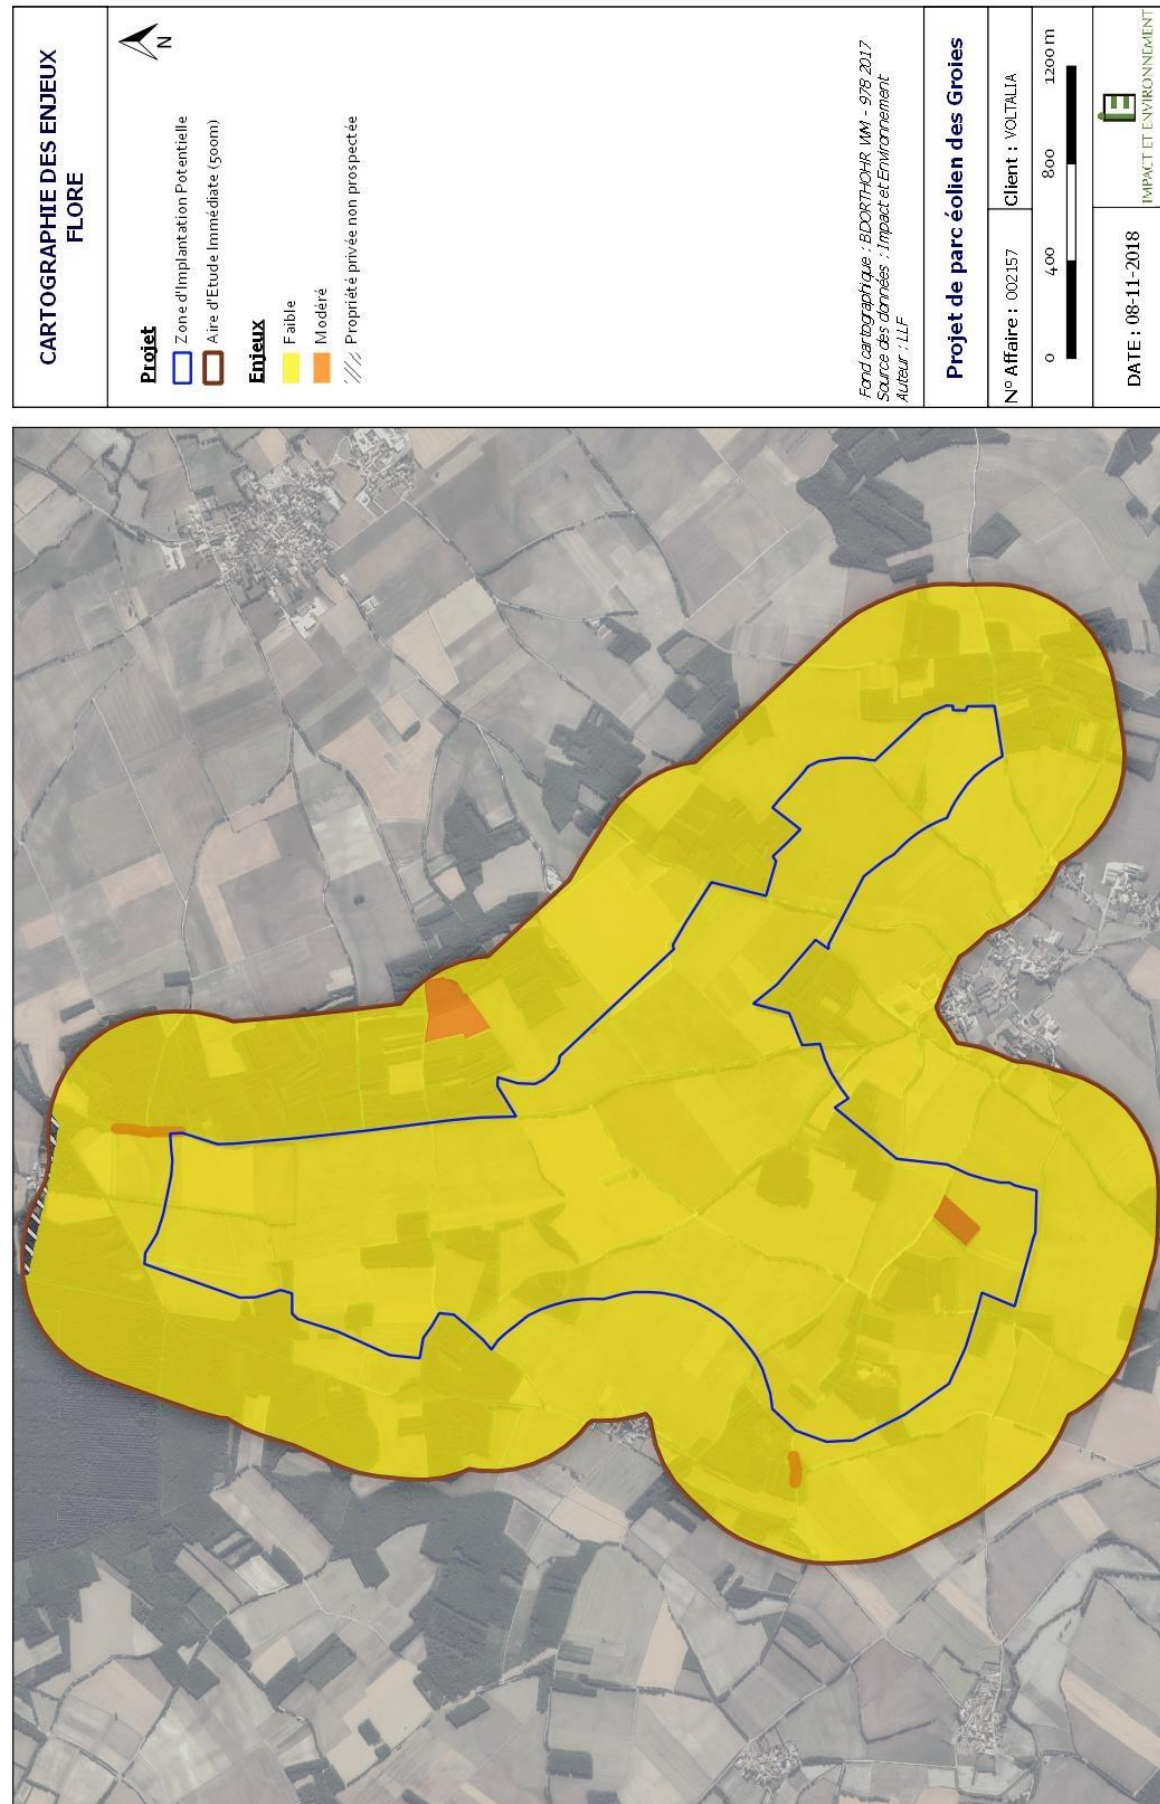 CARTOGRAPHIE DES ENJEUX
FLORE
N
Projet
Zone d'Implantation Potentielle
Aire d'Etude Immédiate (500m)
Enjeux
Faible
Modéré
Propriété privée non prospectée
Fond cartographique : BDORTHOHR WM - 978 2017
Source des données : Impact et Environnement
Auteur : LLF
Projet de parc éolien des Groies
N° Affaire : 002157
Client : VOLTALIA
0 400 800 1200 m
DATE : 08-11-2018
IE
IMPACT ET ENVIRONNEMENT